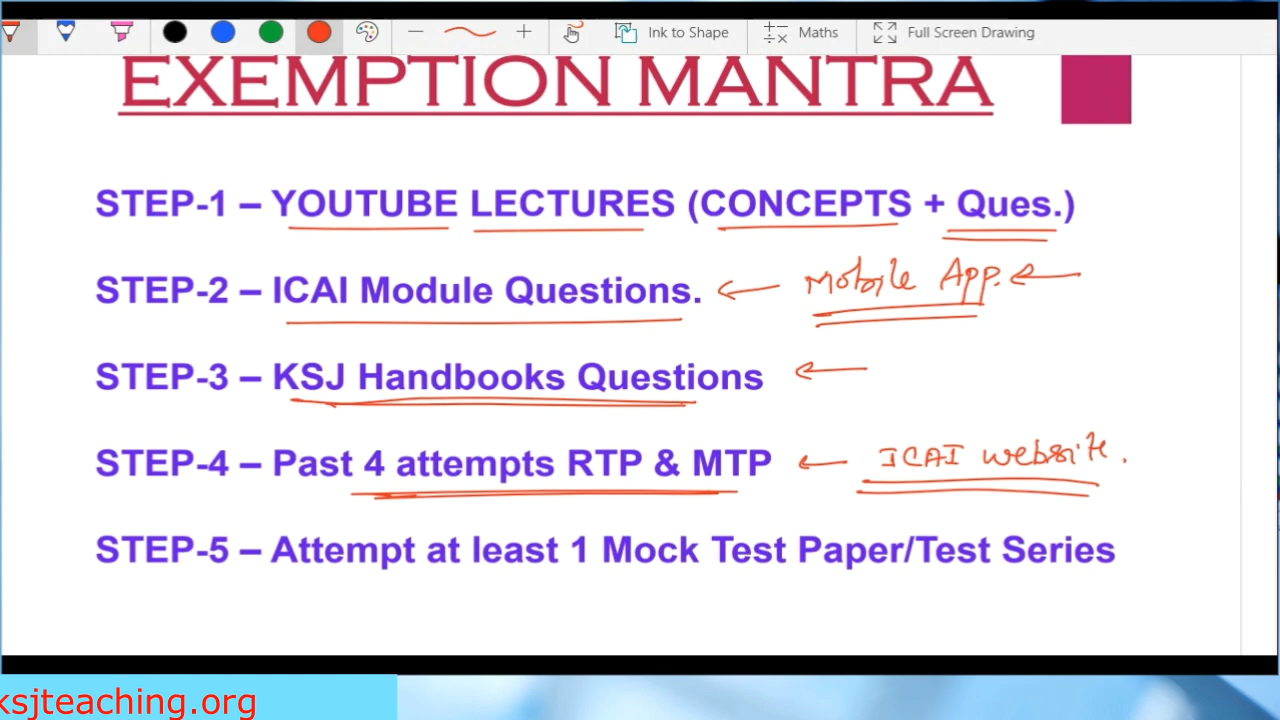 Ink to Shape Maths Full Screen Drawing
EXEMPTION MANTRA
STEP-1 – YOUTUBE LECTURES (CONCEPTS + Ques.)
STEP-2 – ICAI Module Questions. Mobile App.
STEP-3 – KSJ Handbooks Questions
STEP-4 – Past 4 attempts RTP & MTP ICAI website.
STEP-5 – Attempt at least 1 Mock Test Paper/Test Series
ksjteaching.org